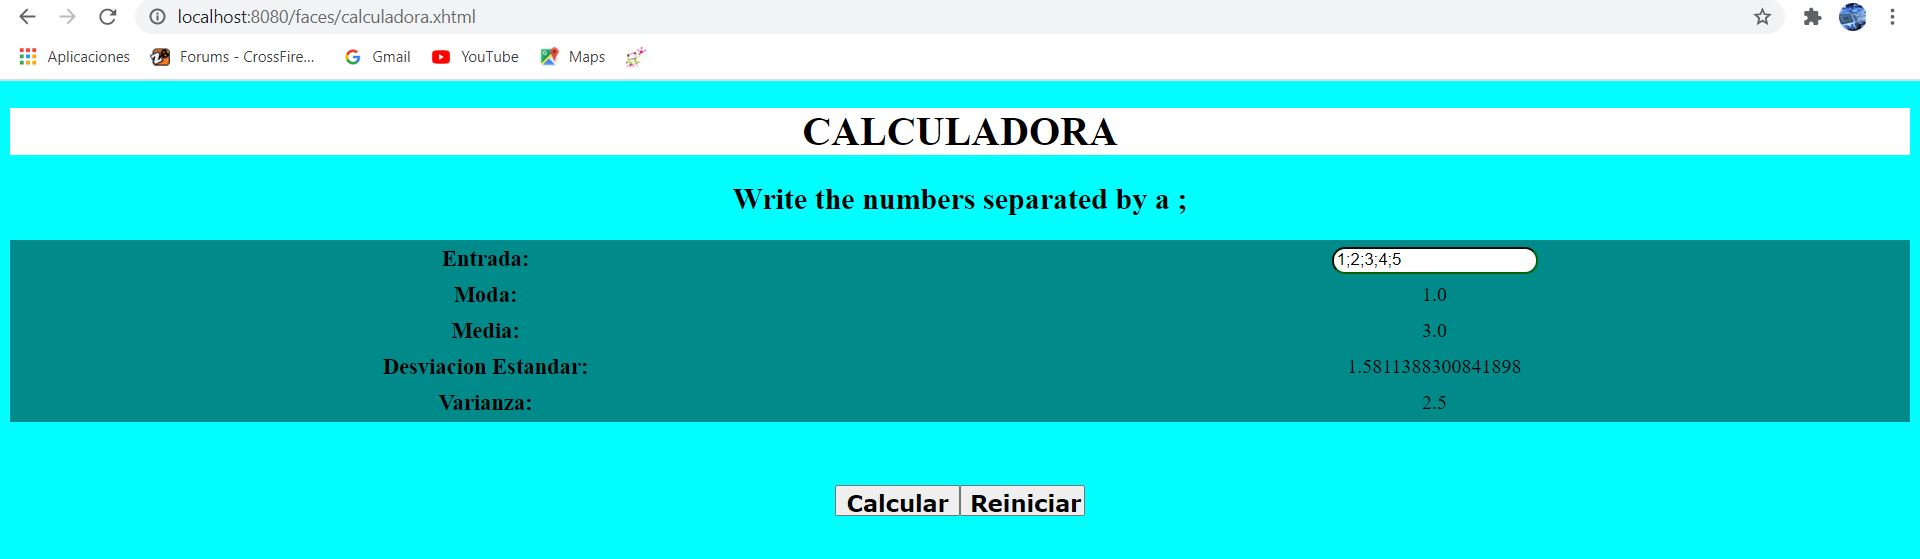 localhost:8080/faces/calculadora.xhtml
Aplicaciones Forums - CrossFire... Gmail YouTube Maps
CALCULADORA
Write the numbers separated by a ;
Entrada: 1;2;3;4;5
Moda: 1.0
Media: 3.0
Desviacion Estandar: 1.5811388300841898
Varianza: 2.5
Calcular Reiniciar